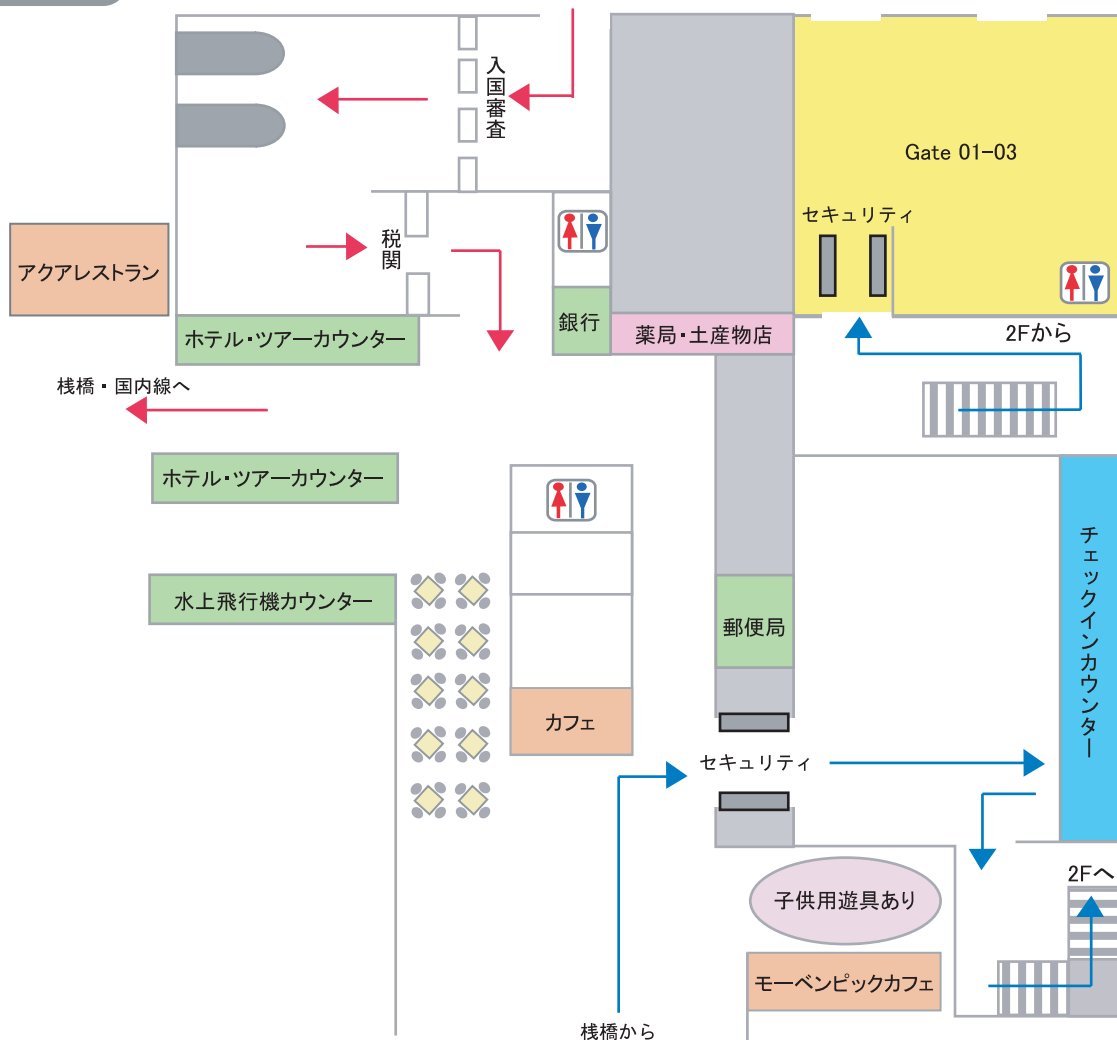 入国審査
Gate 01-03
セキュリティ
税関
アクアレストラン
銀行
薬局・土産物店
2Fから
ホテル・ツアーカウンター
桟橋・国内線へ
ホテル・ツアーカウンター
チェックインカウンター
水上飛行機カウンター
郵便局
カフェ
セキュリティ
2Fへ
子供用遊具あり
モーベンピックカフェ
桟橋から